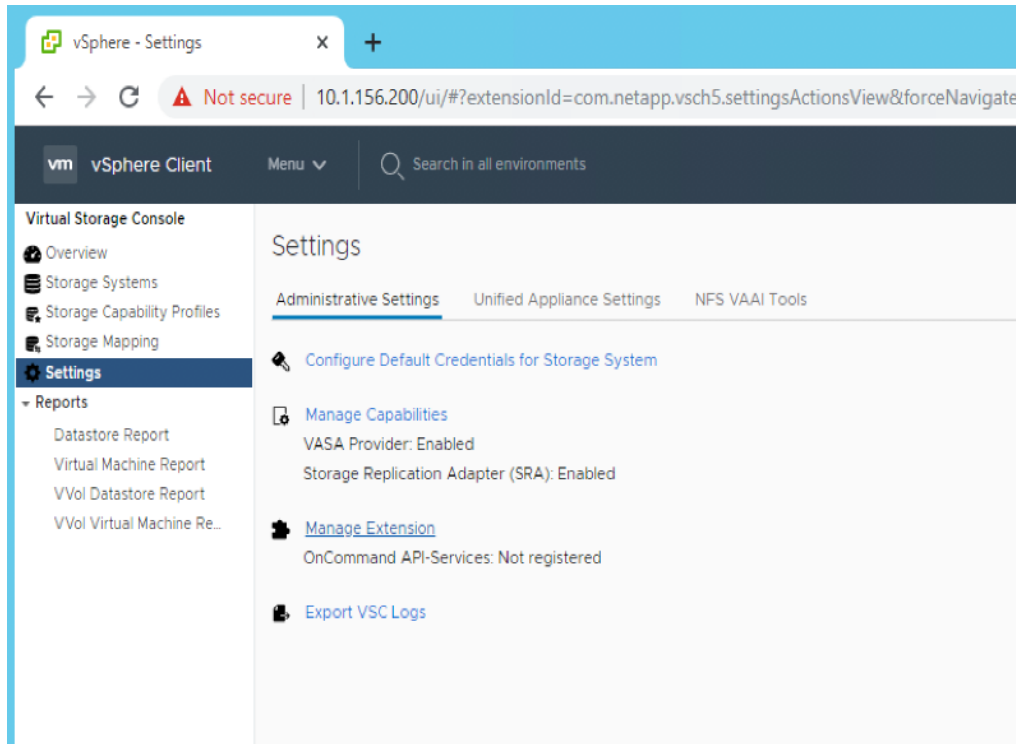 vSphere - Settings
Not secure 10.1.156.200/ui/#?extensionId=com.netapp.vsch5.settingsActionsView&forceNavigate
vm vSphere Client Menu Search in all environments
Virtual Storage Console
Overview
Storage Systems
Storage Capability Profiles
Storage Mapping
Settings
Reports
Datastore Report
Virtual Machine Report
VVol Datastore Report
VVol Virtual Machine Re...
Settings
Administrative Settings Unified Appliance Settings NFS VAAI Tools
Configure Default Credentials for Storage System
Manage Capabilities
VASA Provider: Enabled
Storage Replication Adapter (SRA): Enabled
Manage Extension
OnCommand API-Services: Not registered
Export VSC Logs